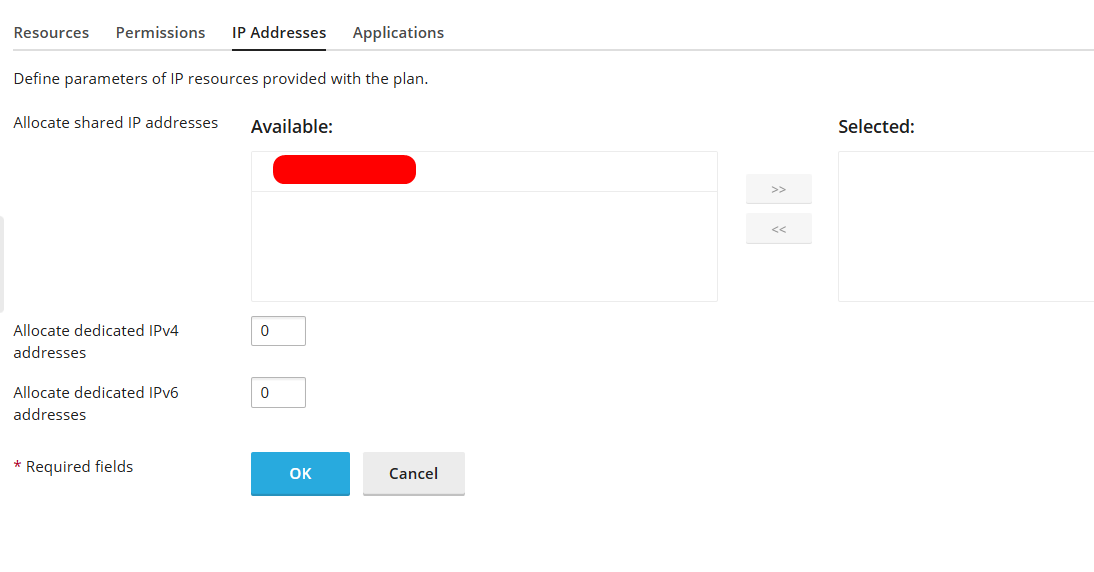 Resources Permissions IP Addresses Applications
Define parameters of IP resources provided with the plan.
Allocate shared IP addresses
Available:
Selected:
>>
<<
Allocate dedicated IPv4
addresses
0
Allocate dedicated IPv6
addresses
0
* Required fields
OK
Cancel